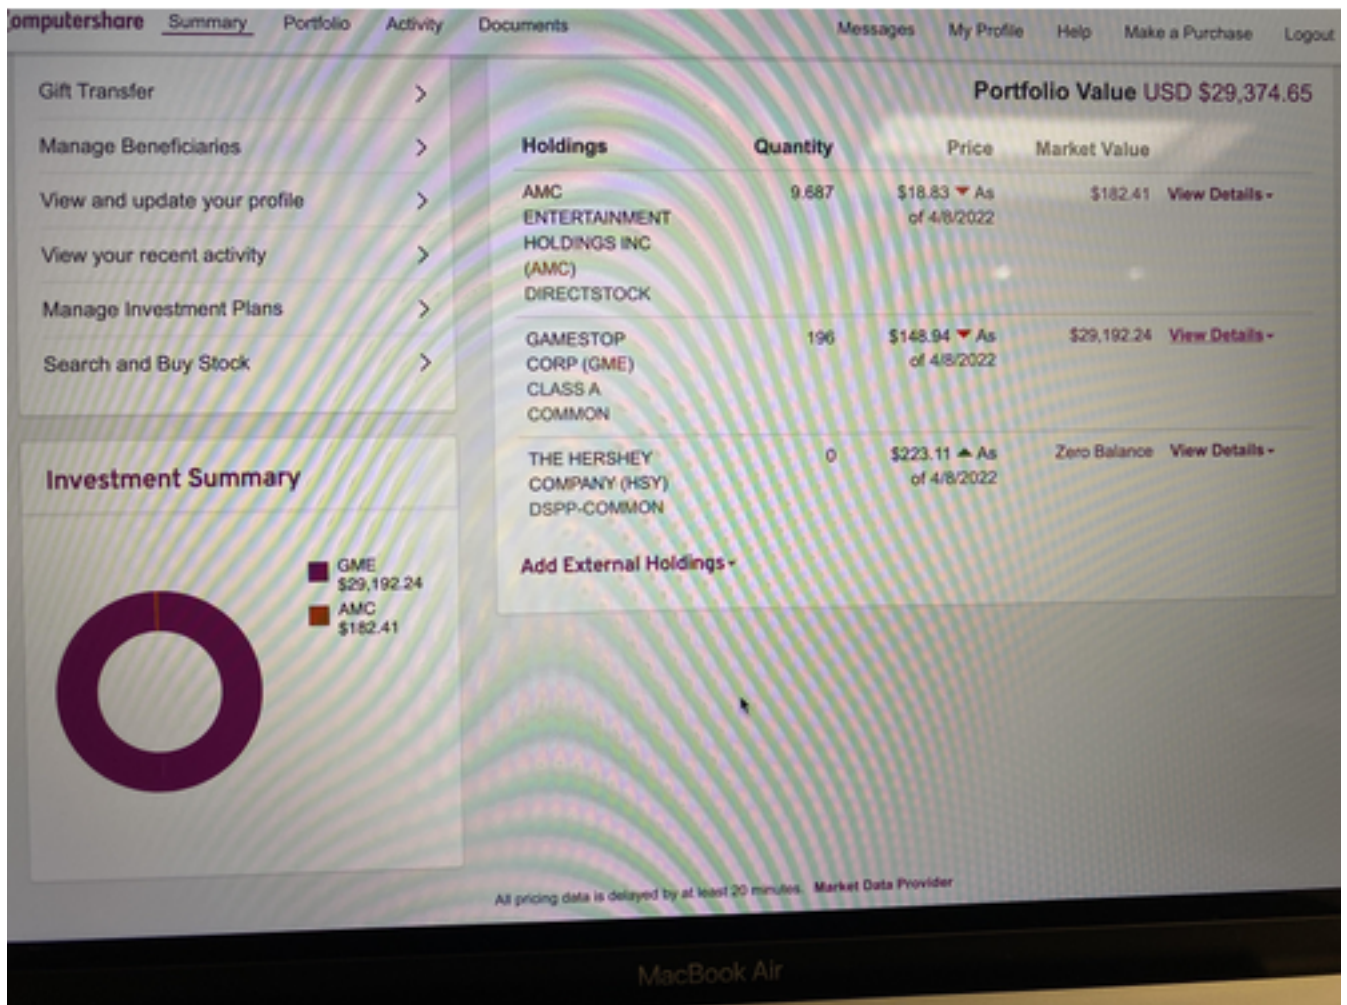 omputershare Summary Portfolio Activity Documents Messages My Profile Help Make a Purchase Logout
Gift Transfer
Manage Beneficiaries
View and update your profile
View your recent activity
Manage Investment Plans
Search and Buy Stock
Investment Summary
GME
$29,192.24
AMC
$182.41
Portfolio Value USD $29,374.65
Holdings Quantity Price Market Value
AMC 9.687 $18.83 ▼ As $182.41 View Details
ENTERTAINMENT of 4/8/2022
HOLDINGS INC
(AMC)
DIRECTSTOCK
GAMESTOP 196 $148.94 ▼ As $29,192.24 View Details
CORP (GME) of 4/8/2022
CLASS A
COMMON
THE HERSHEY 0 $223.11 ▲ As Zero Balance View Details
COMPANY (HSY) of 4/8/2022
DSPP-COMMON
Add External Holdings
All pricing data is delayed by at least 20 minutes. Market Data Provider
MacBook Air